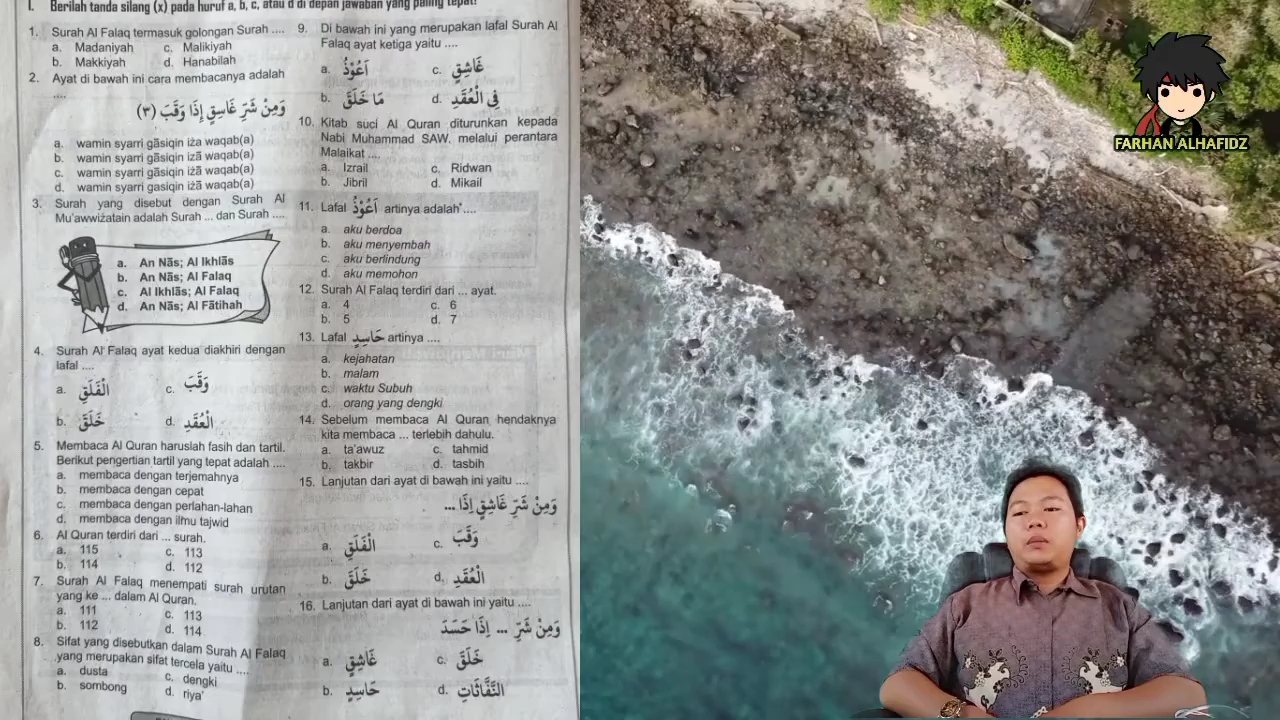 I. Berilah tanda silang (x) pada huruf a, b, c, atau d di depan jawaban yang paling tepat!
1. Surah Al Falaq termasuk golongan Surah ....
a. Madaniyah c. Malikiyah
b. Makkiyah d. Hanabilah
2. Ayat di bawah ini cara membacanya adalah
....
وَمِنْ شَرِّ غَاسِقٍ إِذَا وَقَبَ (٣)
a. wamin syarri gāsiqin iża waqab(a)
b. wamin syarri gāsiqin iżā waqab(a)
c. wamin syarri gāsiqin iżā waqab(a)
d. wamin syarri gasiqin iżā waqab(a)
3. Surah yang disebut dengan Surah Al
Mu'awwiżatain adalah Surah ... dan Surah ....
a. An Nās; Al Ikhlās
b. An Nās; Al Falaq
c. Al Ikhlās; Al Falaq
d. An Nās; Al Fātihah
4. Surah Al Falaq ayat kedua diakhiri dengan
lafal ....
a. الْفَلَقِ c. وَقَبَ
b. خَلَقَ d. الْعُقَدِ
5. Membaca Al Quran haruslah fasih dan tartil.
Berikut pengertian tartil yang tepat adalah ....
a. membaca dengan terjemahnya
b. membaca dengan cepat
c. membaca dengan perlahan-lahan
d. membaca dengan ilmu tajwid
6. Al Quran terdiri dari ... surah.
a. 115 c. 113
b. 114 d. 112
7. Surah Al Falaq menempati surah urutan
yang ke ... dalam Al Quran.
a. 111 c. 113
b. 112 d. 114
8. Sifat yang disebutkan dalam Surah Al Falaq
yang merupakan sifat tercela yaitu ....
a. dusta c. dengki
b. sombong d. riya'
9. Di bawah ini yang merupakan lafal Surah Al
Falaq ayat ketiga yaitu ....
a. اَعُوْذُ c. غَاسِقٍ
b. مَا خَلَقَ d. فِى الْعُقَدِ
10. Kitab suci Al Quran diturunkan kepada
Nabi Muhammad SAW, melalui perantara
Malaikat ....
a. Izrail c. Ridwan
b. Jibril d. Mikail
11. Lafal اَعُوْذُ artinya adalah ....
a. aku berdoa
b. aku menyembah
c. aku berlindung
d. aku memohon
12. Surah Al Falaq terdiri dari ... ayat.
a. 4 c. 6
b. 5 d. 7
13. Lafal حَاسِدٍ artinya ....
a. kejahatan
b. malam
c. waktu Subuh
d. orang yang dengki
14. Sebelum membaca Al Quran hendaknya
kita membaca ... terlebih dahulu.
a. ta'awuz c. tahmid
b. takbir d. tasbih
15. Lanjutan dari ayat di bawah ini yaitu ....
وَمِنْ شَرِّ غَاسِقٍ اِذَا ...
a. الْفَلَقِ c. وَقَبَ
b. خَلَقَ d. الْعُقَدِ
16. Lanjutan dari ayat di bawah ini yaitu ....
وَمِنْ شَرِّ ... اِذَا حَسَدَ
a. غَاسِقٍ c. خَلَقَ
b. حَاسِدٍ d. النَّفّٰثَاتِ
FARHAN ALHAFIDZ